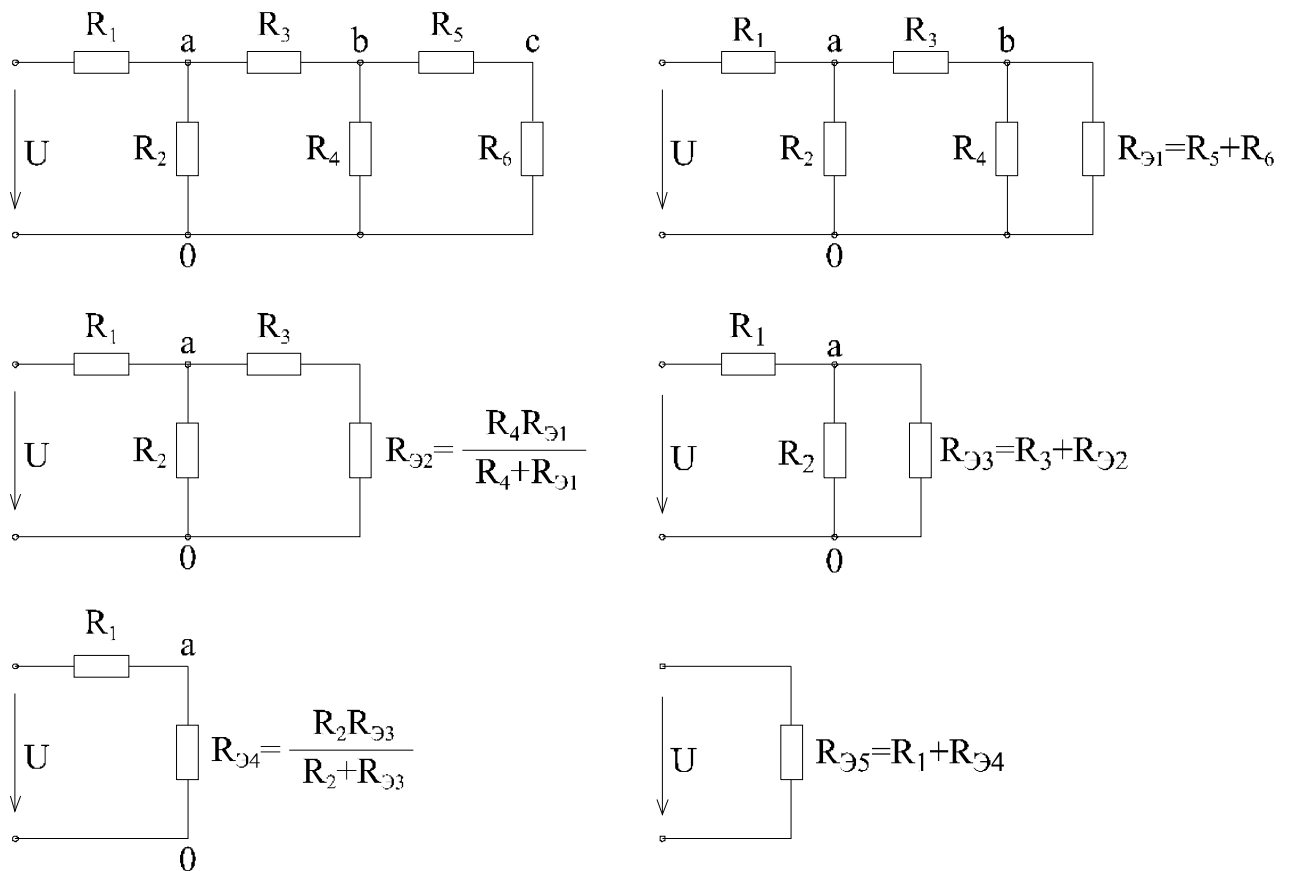 R₁ a R₃ b R₅ c
U R₂ R₄ R₆
0
R₁ a R₃ b
U R₂ R₄ Rэ₁=R₅+R₆
0
R₁ a R₃
U R₂ Rэ₂= R₄Rэ₁ / R₄+Rэ₁
0
R₁ a
U R₂ Rэ₃=R₃+Rэ₂
0
R₁ a
U Rэ₄= R₂Rэ₃ / R₂+Rэ₃
0
U Rэ₅=R₁+Rэ₄